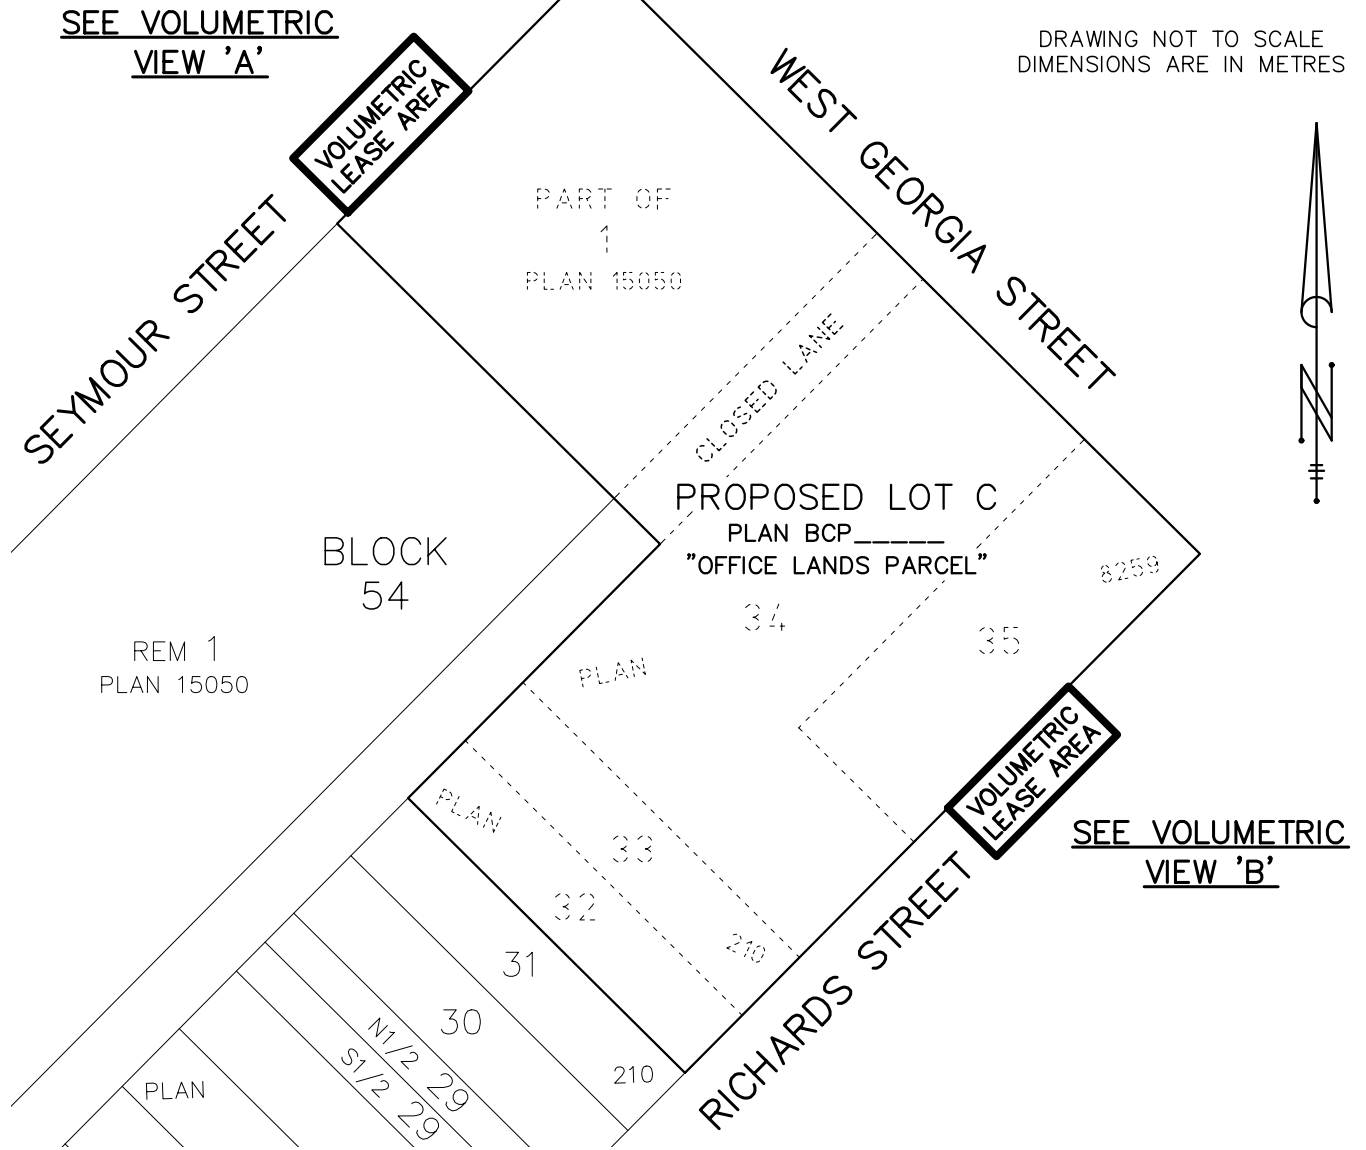 SEE VOLUMETRIC
VIEW 'A'
DRAWING NOT TO SCALE
DIMENSIONS ARE IN METRES
VOLUMETRIC
LEASE AREA
WEST GEORGIA STREET
SEYMOUR STREET
PART OF
1
PLAN 15050
CLOSED LANE
N
PROPOSED LOT C
PLAN BCP_____
"OFFICE LANDS PARCEL"
BLOCK
54
8259
34
35
REM 1
PLAN 15050
PLAN
VOLUMETRIC
LEASE AREA
PLAN
33
SEE VOLUMETRIC
VIEW 'B'
32
210
RICHARDS STREET
31
30
N1/2 29
S1/2 29
210
PLAN